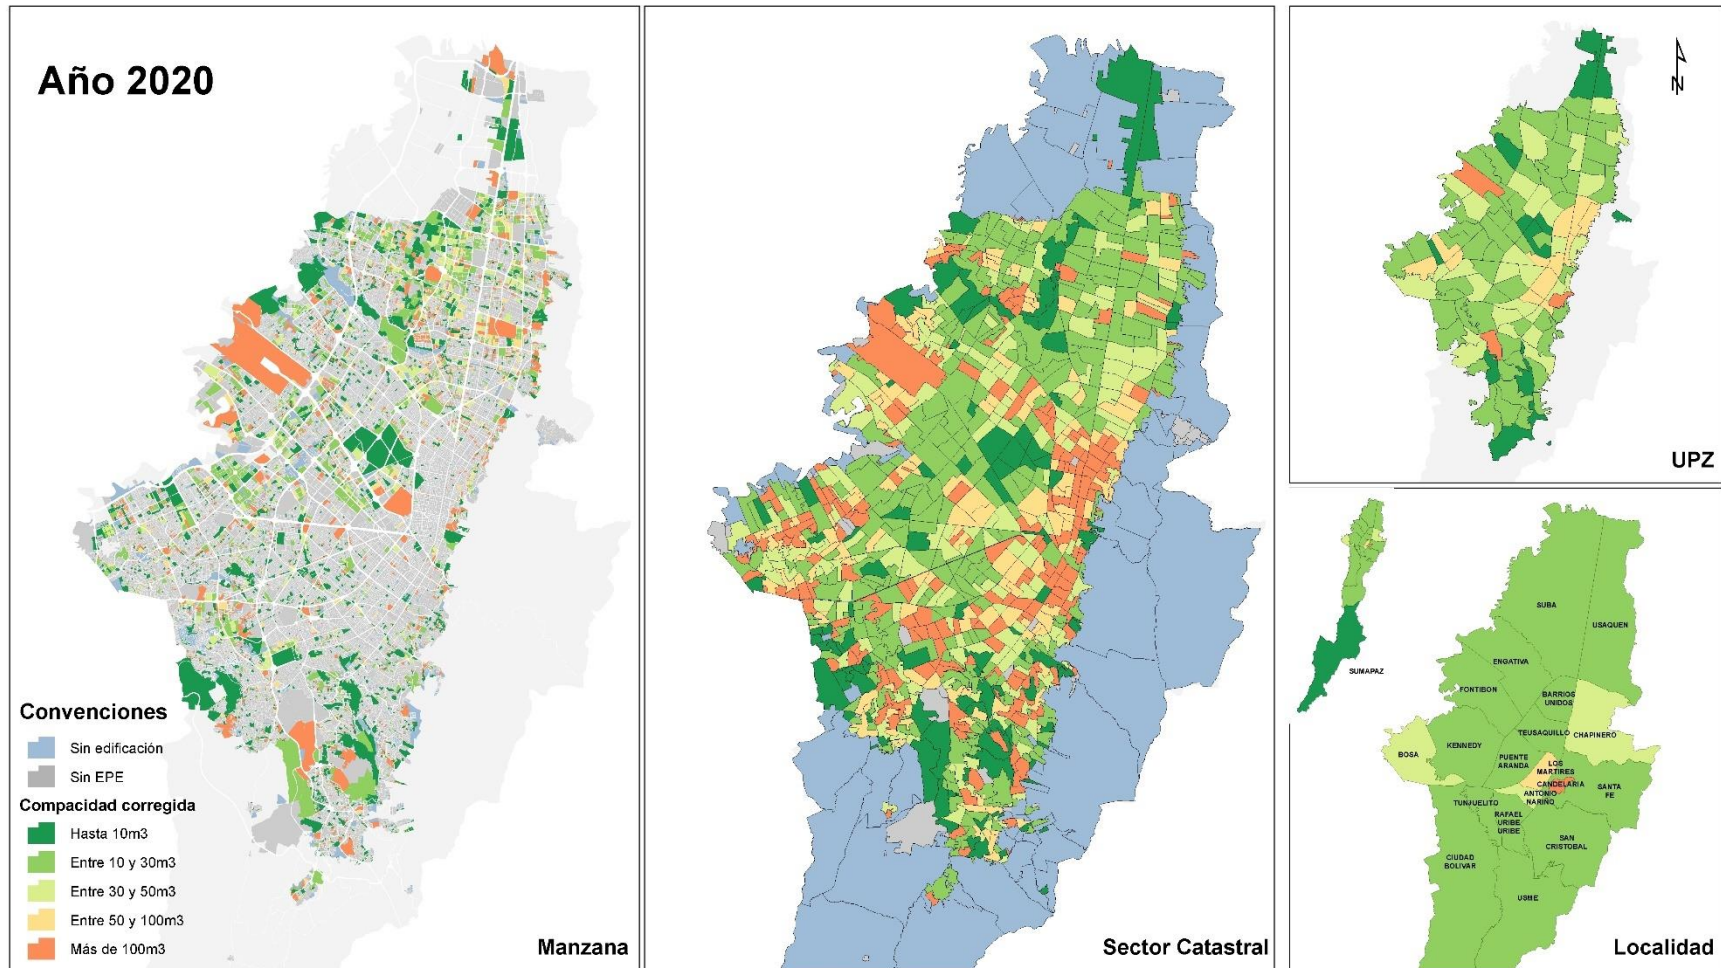 Año 2020
Convenciones
Sin edificación
Sin EPE
Compacidad corregida
Hasta 10m3
Entre 10 y 30m3
Entre 30 y 50m3
Entre 50 y 100m3
Más de 100m3
Manzana
Sector Catastral
N
UPZ
SUMAPAZ
SUBA
USAQUEN
ENGATIVA
FONTIBON
BARRIOS
UNIDOS
TEUSAQUILLO
CHAPINERO
BOSA
KENNEDY
PUENTE
ARANDA
LOS
MARTIRES
CANDELARIA
SANTA
FE
ANTONIO
NARIÑO
TUNJUELITO
RAFAEL
URIBE
URIBE
SAN
CRISTOBAL
CIUDAD
BOLIVAR
USME
Localidad